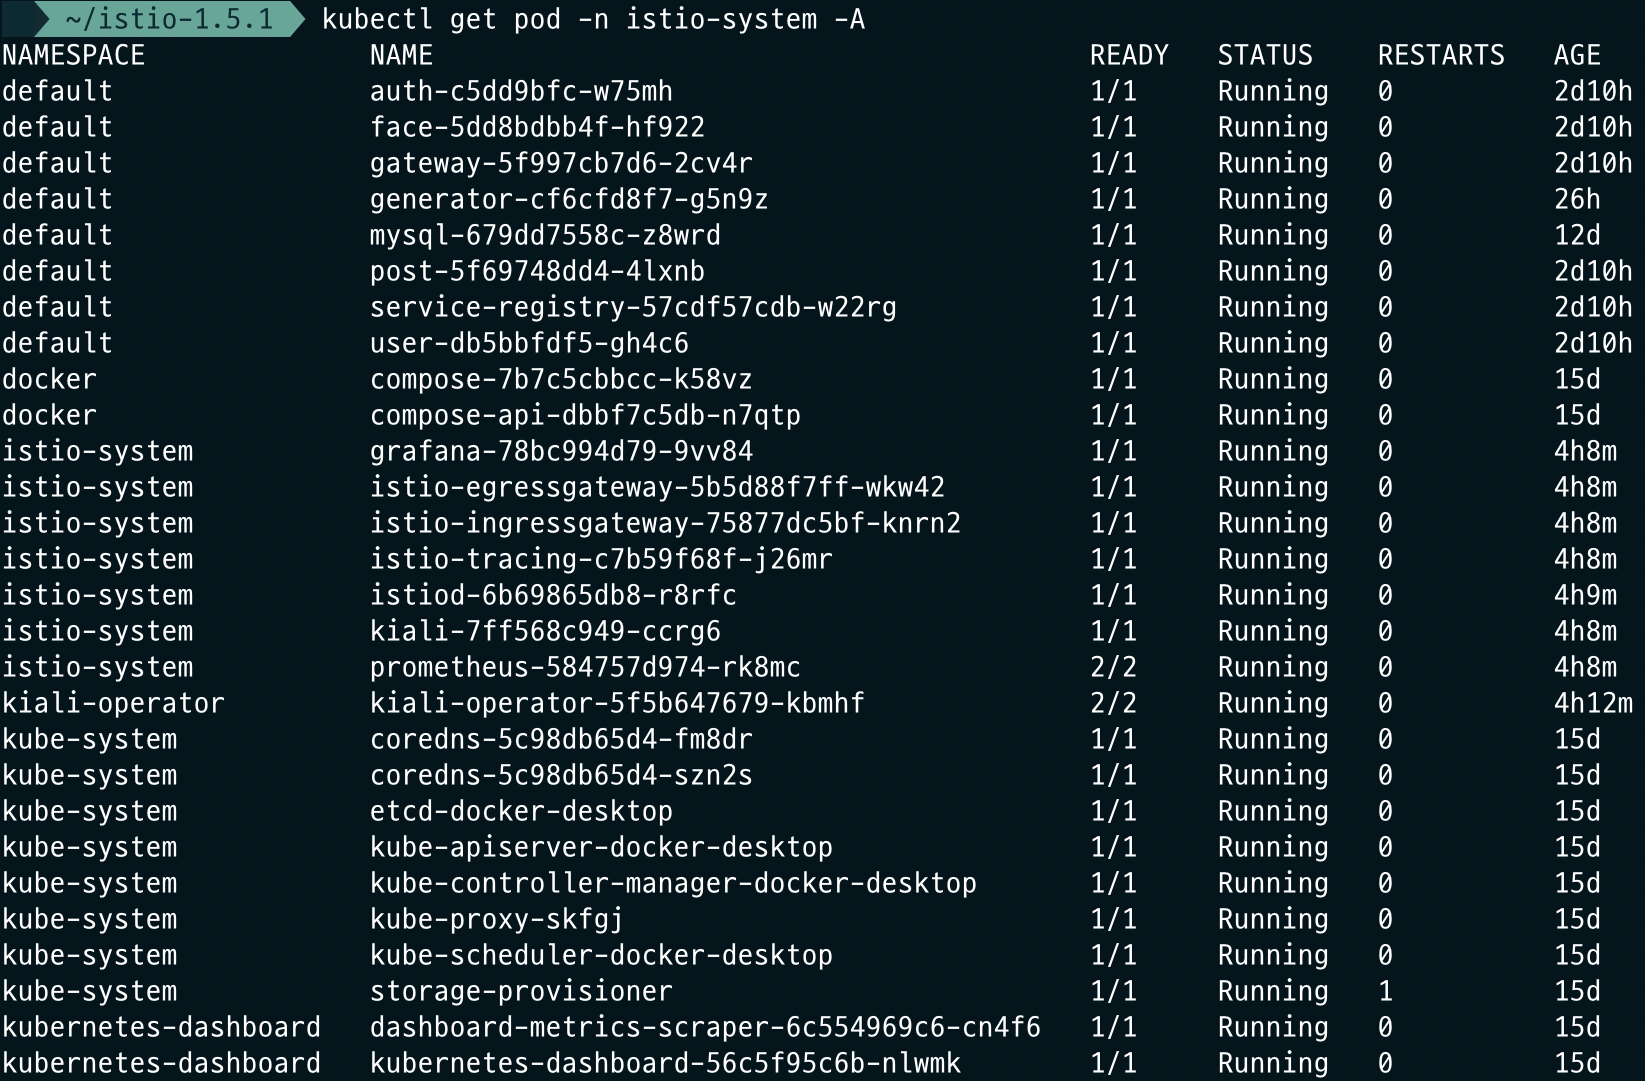 ~/istio-1.5.1 kubectl get pod -n istio-system -A
NAMESPACE NAME READY STATUS RESTARTS AGE
default auth-c5dd9bfc-w75mh 1/1 Running 0 2d10h
default face-5dd8bdbb4f-hf922 1/1 Running 0 2d10h
default gateway-5f997cb7d6-2cv4r 1/1 Running 0 2d10h
default generator-cf6cfd8f7-g5n9z 1/1 Running 0 26h
default mysql-679dd7558c-z8wrd 1/1 Running 0 12d
default post-5f69748dd4-4lxnb 1/1 Running 0 2d10h
default service-registry-57cdf57cdb-w22rg 1/1 Running 0 2d10h
default user-db5bbfdf5-gh4c6 1/1 Running 0 2d10h
docker compose-7b7c5cbbcc-k58vz 1/1 Running 0 15d
docker compose-api-dbbf7c5db-n7qtp 1/1 Running 0 15d
istio-system grafana-78bc994d79-9vv84 1/1 Running 0 4h8m
istio-system istio-egressgateway-5b5d88f7ff-wkw42 1/1 Running 0 4h8m
istio-system istio-ingressgateway-75877dc5bf-knrn2 1/1 Running 0 4h8m
istio-system istio-tracing-c7b59f68f-j26mr 1/1 Running 0 4h8m
istio-system istiod-6b69865db8-r8rfc 1/1 Running 0 4h9m
istio-system kiali-7ff568c949-ccrg6 1/1 Running 0 4h8m
istio-system prometheus-584757d974-rk8mc 2/2 Running 0 4h8m
kiali-operator kiali-operator-5f5b647679-kbmhf 2/2 Running 0 4h12m
kube-system coredns-5c98db65d4-fm8dr 1/1 Running 0 15d
kube-system coredns-5c98db65d4-szn2s 1/1 Running 0 15d
kube-system etcd-docker-desktop 1/1 Running 0 15d
kube-system kube-apiserver-docker-desktop 1/1 Running 0 15d
kube-system kube-controller-manager-docker-desktop 1/1 Running 0 15d
kube-system kube-proxy-skfgj 1/1 Running 0 15d
kube-system kube-scheduler-docker-desktop 1/1 Running 0 15d
kube-system storage-provisioner 1/1 Running 1 15d
kubernetes-dashboard dashboard-metrics-scraper-6c554969c6-cn4f6 1/1 Running 0 15d
kubernetes-dashboard kubernetes-dashboard-56c5f95c6b-nlwmk 1/1 Running 0 15d